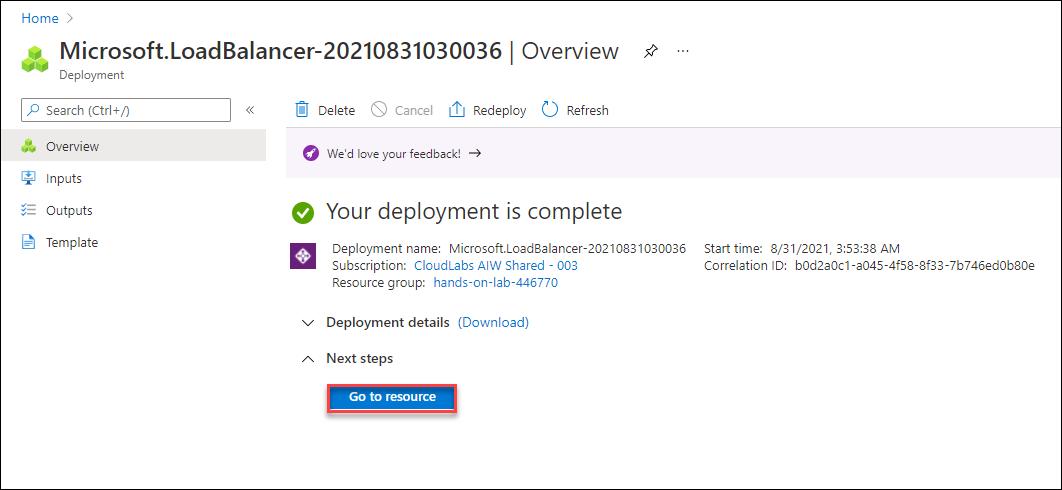 Home
Microsoft.LoadBalancer-20210831030036 | Overview
Deployment
Search (Ctrl+/)
Delete Cancel Redeploy Refresh
Overview
Inputs
Outputs
Template
We'd love your feedback!
Your deployment is complete
Deployment name: Microsoft.LoadBalancer-20210831030036 Start time: 8/31/2021, 3:53:38 AM
Subscription: CloudLabs AIW Shared - 003 Correlation ID: b0d2a0c1-a045-4f58-8f33-7b746ed0b80e
Resource group: hands-on-lab-446770
Deployment details (Download)
Next steps
Go to resource